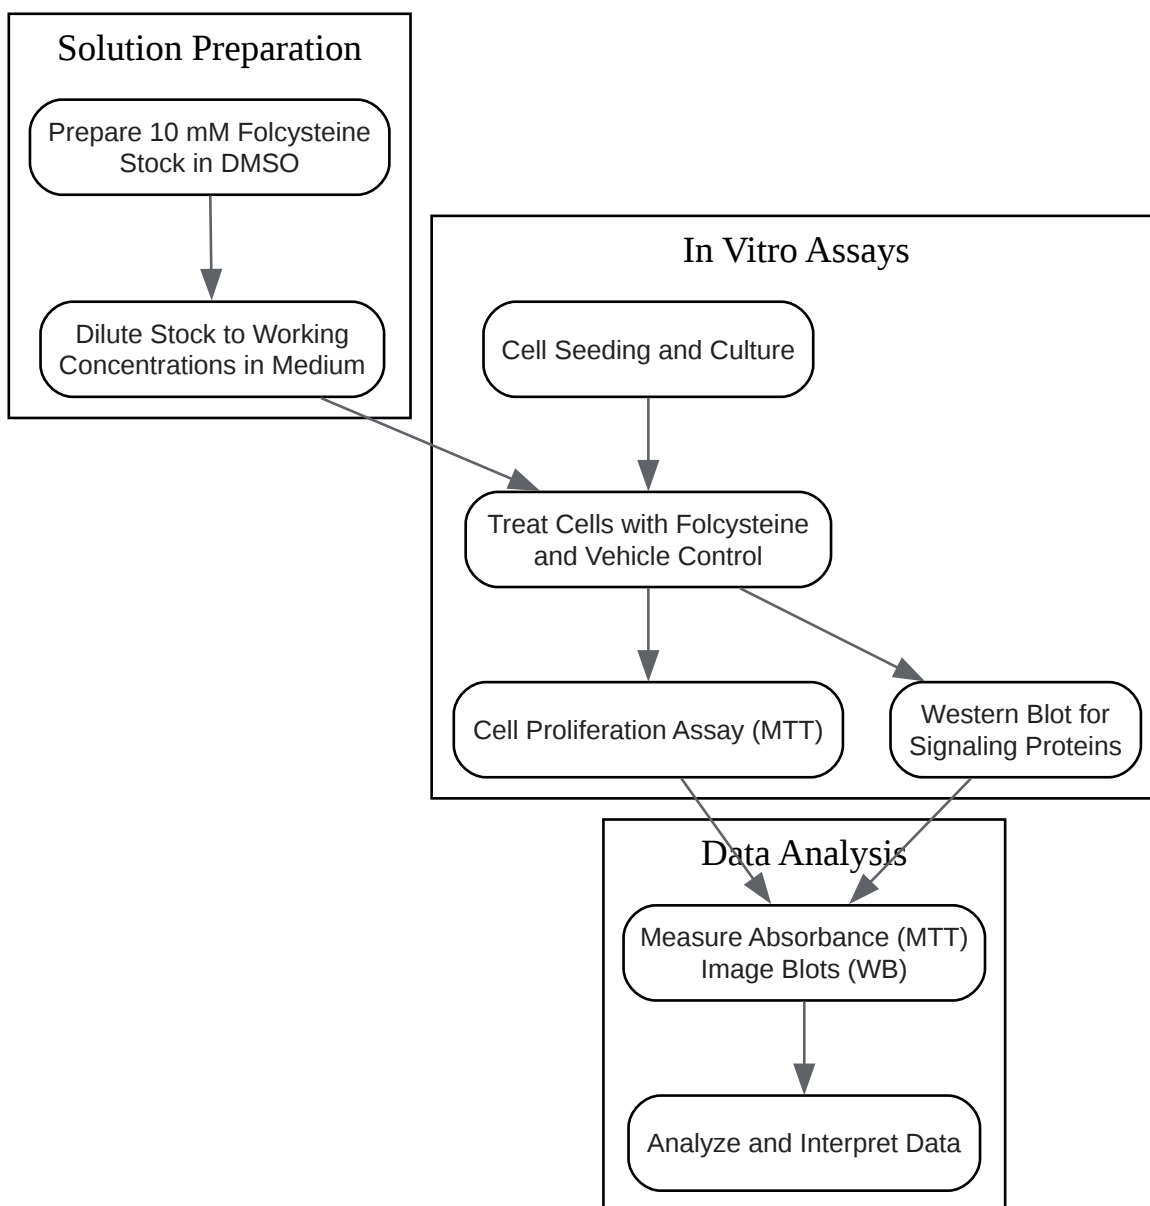 Solution Preparation
Prepare 10 mM Folcysteine
Stock in DMSO
Dilute Stock to Working
Concentrations in Medium
In Vitro Assays
Cell Seeding and Culture
Treat Cells with Folcysteine
and Vehicle Control
Cell Proliferation Assay (MTT)
Western Blot for
Signaling Proteins
Data Analysis
Measure Absorbance (MTT)
Image Blots (WB)
Analyze and Interpret Data